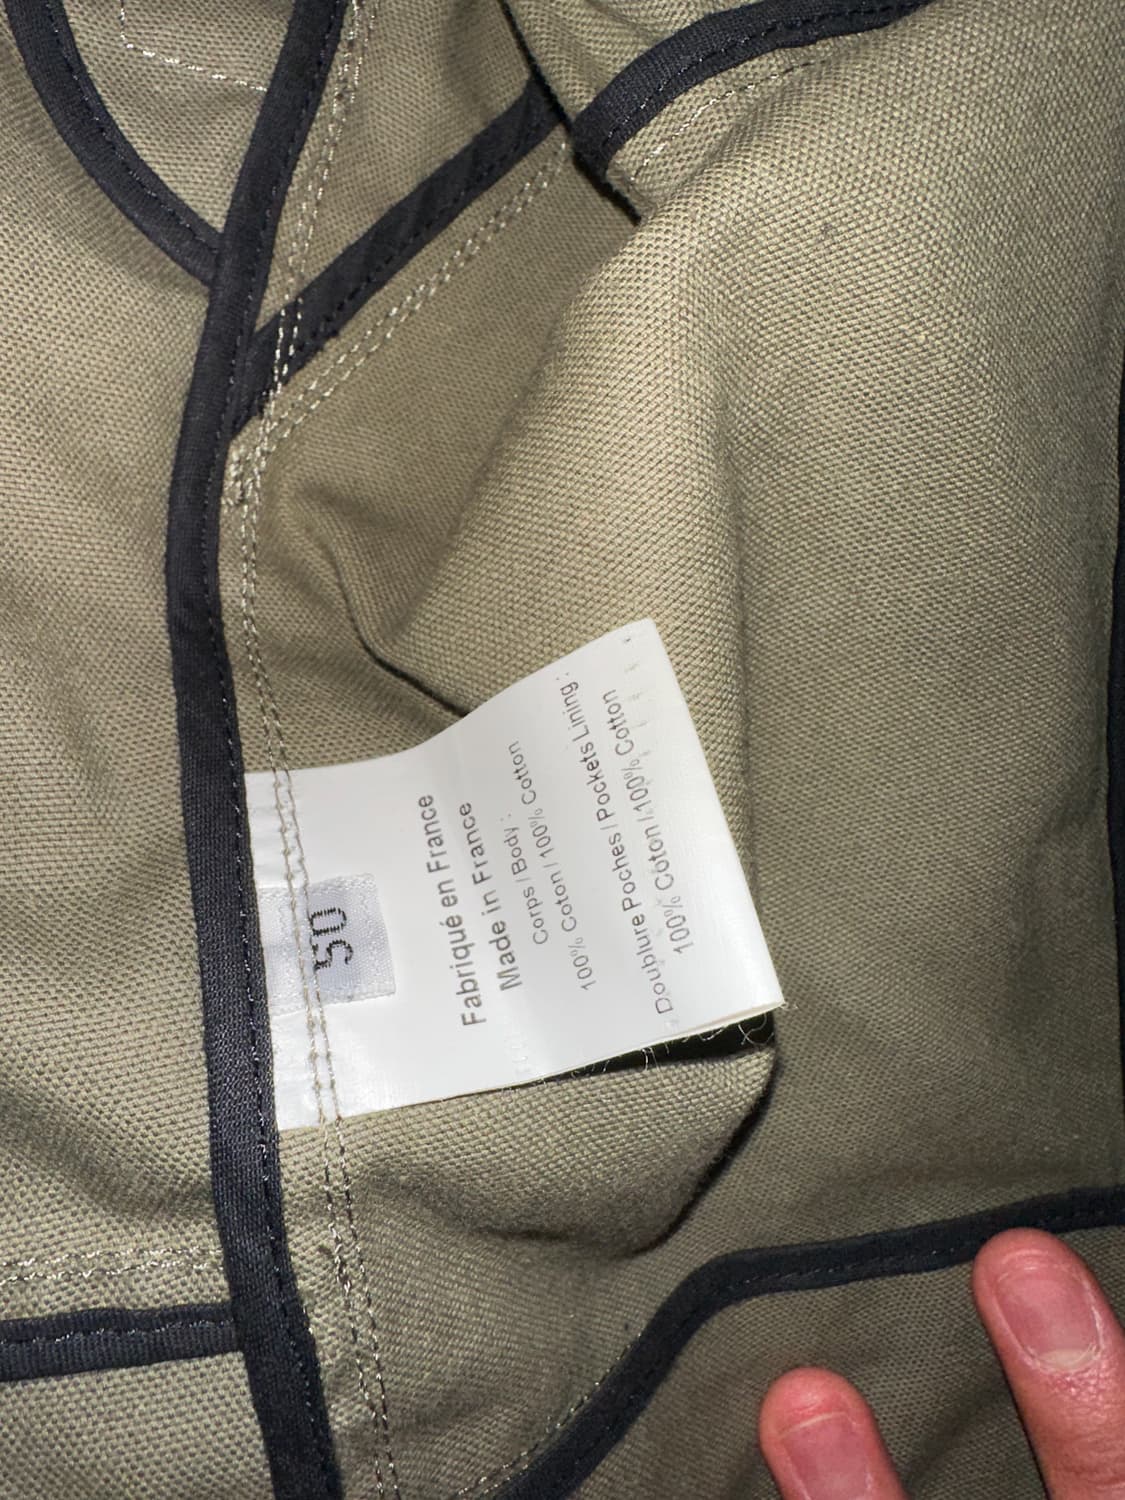 50
Fabriqué en France
Made in France
Corps / Body :
100% Coton / 100% Cotton
Doublure Poches / Pockets Lining :
100% Coton / 100% Cotton